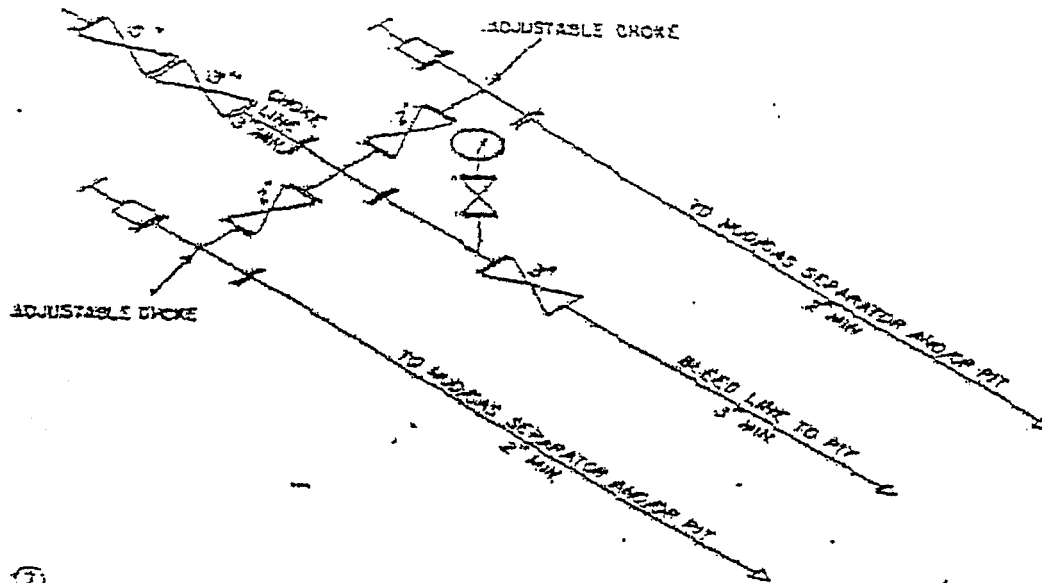 ADJUSTABLE CHOKE
3"
CHOKE
LINE
3" MIN
2"
2"
3"
ADJUSTABLE CHOKE
TO MUD/GAS SEPARATOR AND/OR PIT
2" MIN
BLEED LINE TO PIT
3" MIN
TO MUD/GAS SEPARATOR AND/OR PIT
2" MIN.